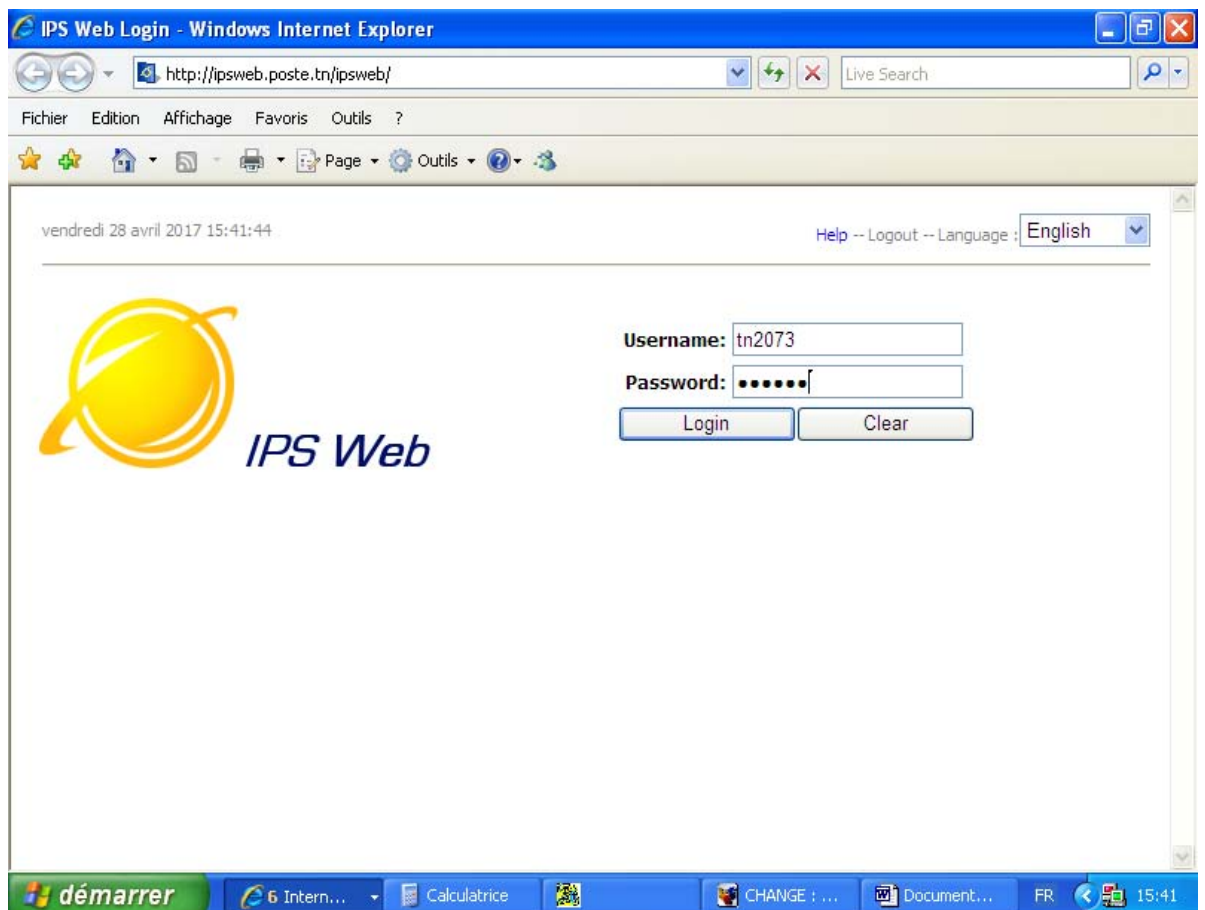 IPS Web Login - Windows Internet Explorer
http://ipsweb.poste.tn/ipsweb/
Live Search
Fichier Edition Affichage Favoris Outils ?
Page Outils
vendredi 28 avril 2017 15:41:44
Help -- Logout -- Language : English
Username: tn2073
Password: ••••••
Login Clear
IPS Web
démarrer 6 Intern... Calculatrice CHANGE : ... Document... FR 15:41